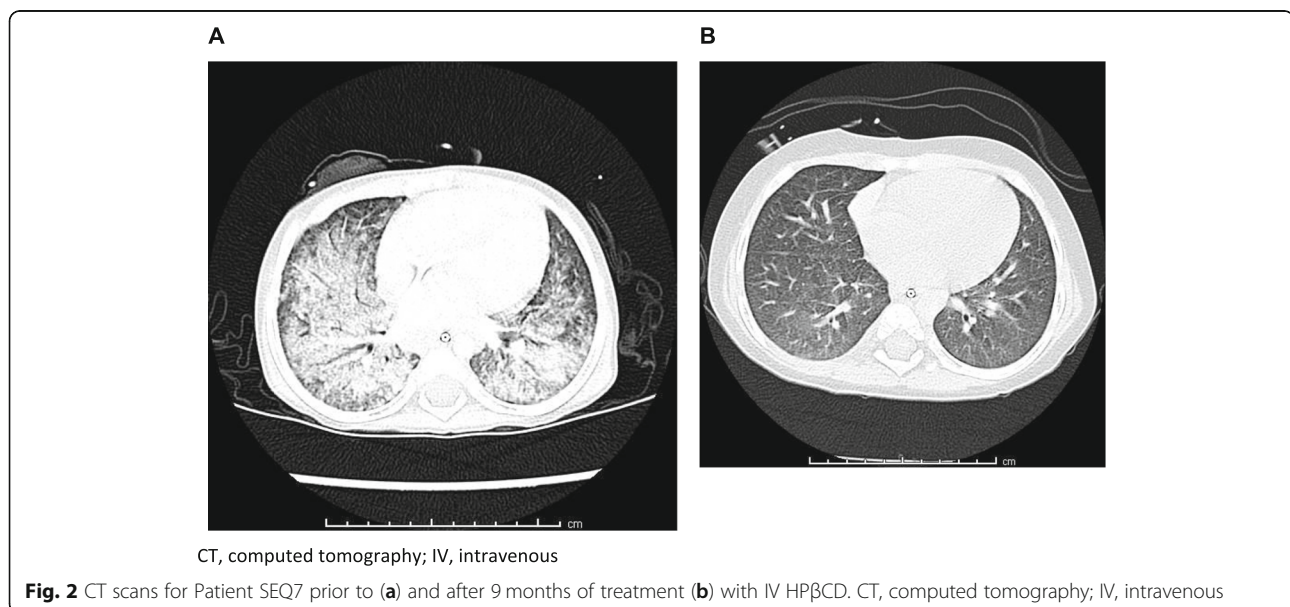 A
B
cm
cm
CT, computed tomography; IV, intravenous
Fig. 2 CT scans for Patient SEQ7 prior to (a) and after 9 months of treatment (b) with IV HPβCD. CT, computed tomography; IV, intravenous